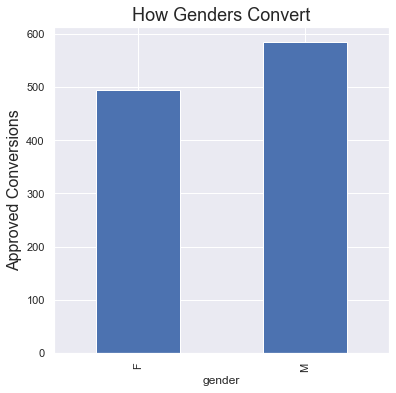 How Genders Convert
Approved Conversions
600
500
400
300
200
100
0
F
M
gender